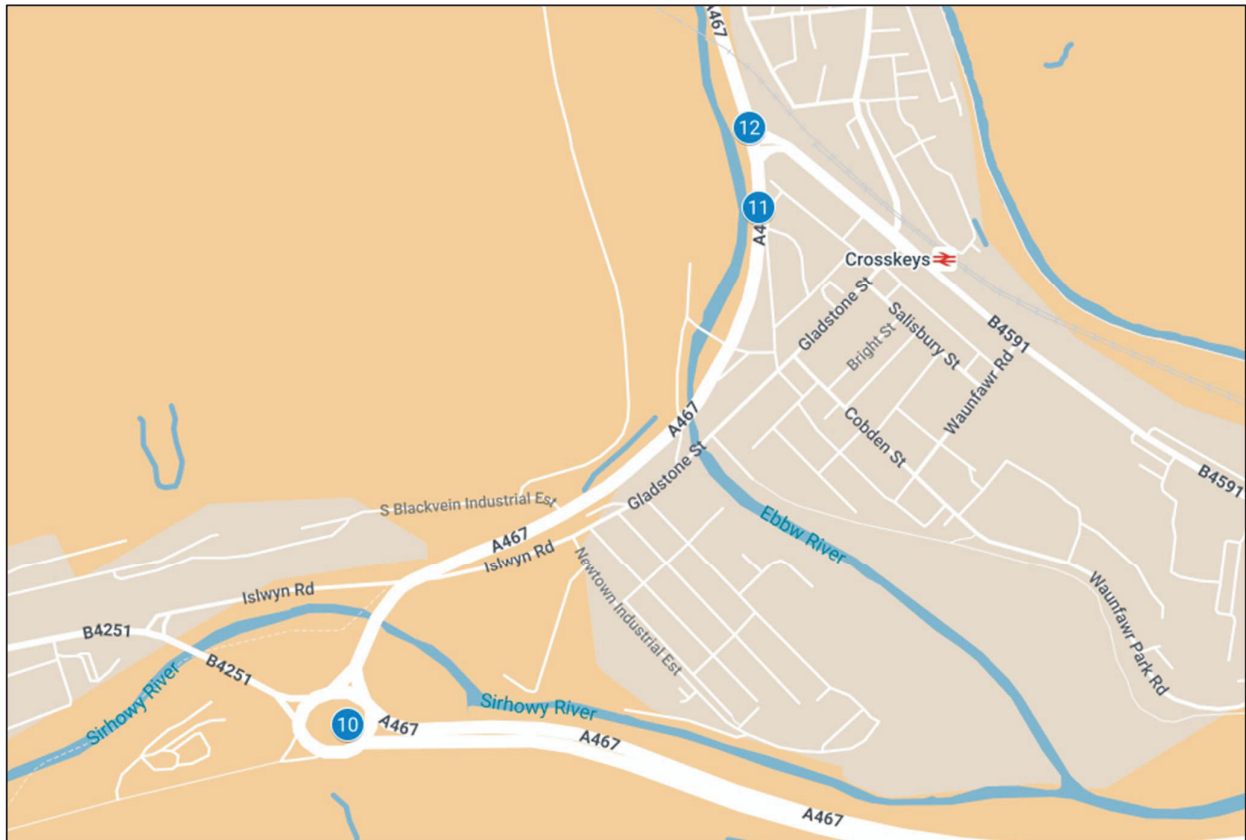 A467
12
11
A4
Crosskeys
Gladstone St
Salisbury St
Bright St
B4591
Waunfawr Rd
A467
Cobden St
B4591
Gladstone St
S Blackvein Industrial Est
A467
Ebbw River
Islwyn Rd
Newtown Industrial Est
Islwyn Rd
Waunfawr Park Rd
B4251
B4251
Sirhowy River
Sirhowy River
10
A467
A467
A467